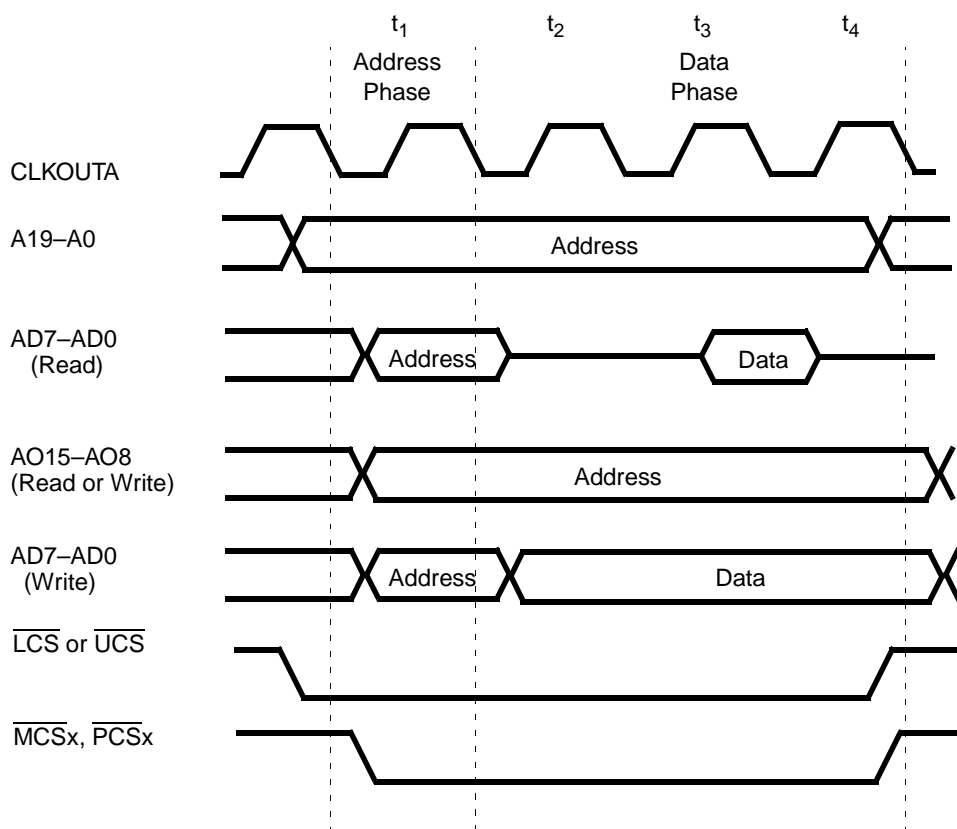 t1 t2 t3 t4
Address Data
Phase Phase
CLKOUTA
A19–A0
Address
AD7–AD0
(Read)
Address Data
AO15–AO8
(Read or Write)
Address
AD7–AD0
(Write)
Address Data
LCS or UCS
MCSx, PCSx